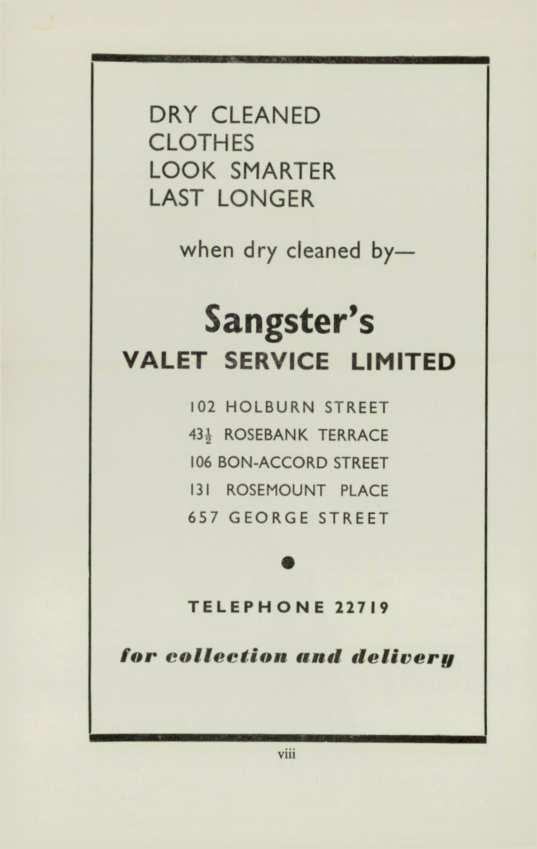 DRY CLEANED
CLOTHES
LOOK SMARTER
LAST LONGER
when dry cleaned by—
Sangster's
VALET SERVICE LIMITED
102 HOLBURN STREET
43½ ROSEBANK TERRACE
106 BON-ACCORD STREET
131 ROSEMOUNT PLACE
657 GEORGE STREET
TELEPHONE 22719
for collection and delivery
viii